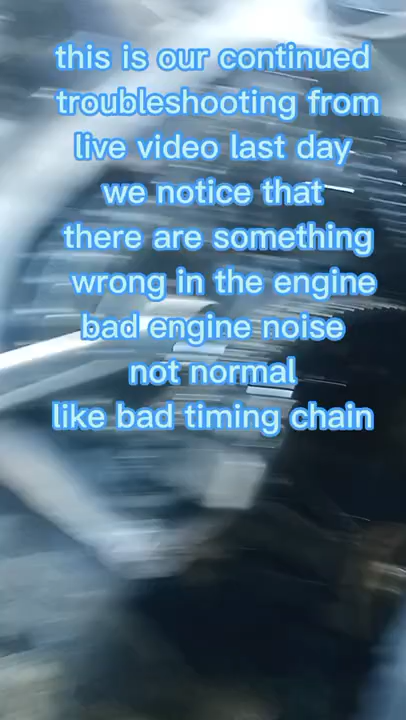 this is our continued
troubleshooting from
live video last day
we notice that
there are something
wrong in the engine
bad engine noise
not normal
like bad timing chain